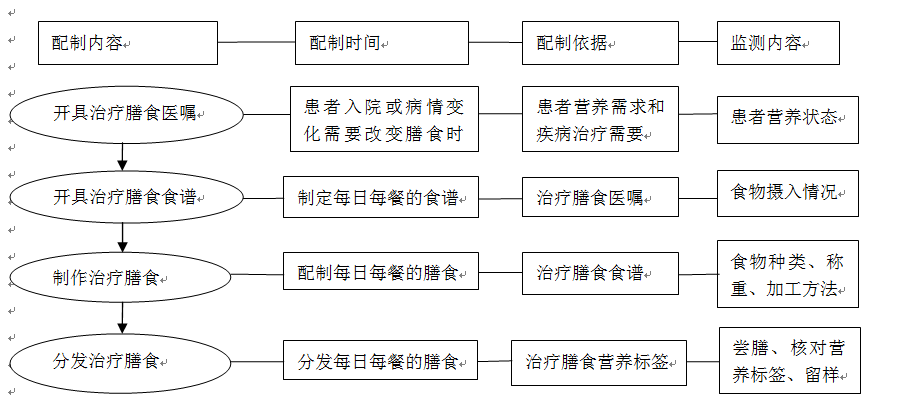 配制内容
配制时间
配制依据
监测内容
开具治疗膳食医嘱
患者入院或病情变
化需要改变膳食时
患者营养需求和
疾病治疗需要
患者营养状态
开具治疗膳食食谱
制定每日每餐的食谱
治疗膳食医嘱
食物摄入情况
制作治疗膳食
配制每日每餐的膳食
治疗膳食食谱
食物种类、称
重、加工方法
分发治疗膳食
分发每日每餐的膳食
治疗膳食营养标签
尝膳、核对营
养标签、留样